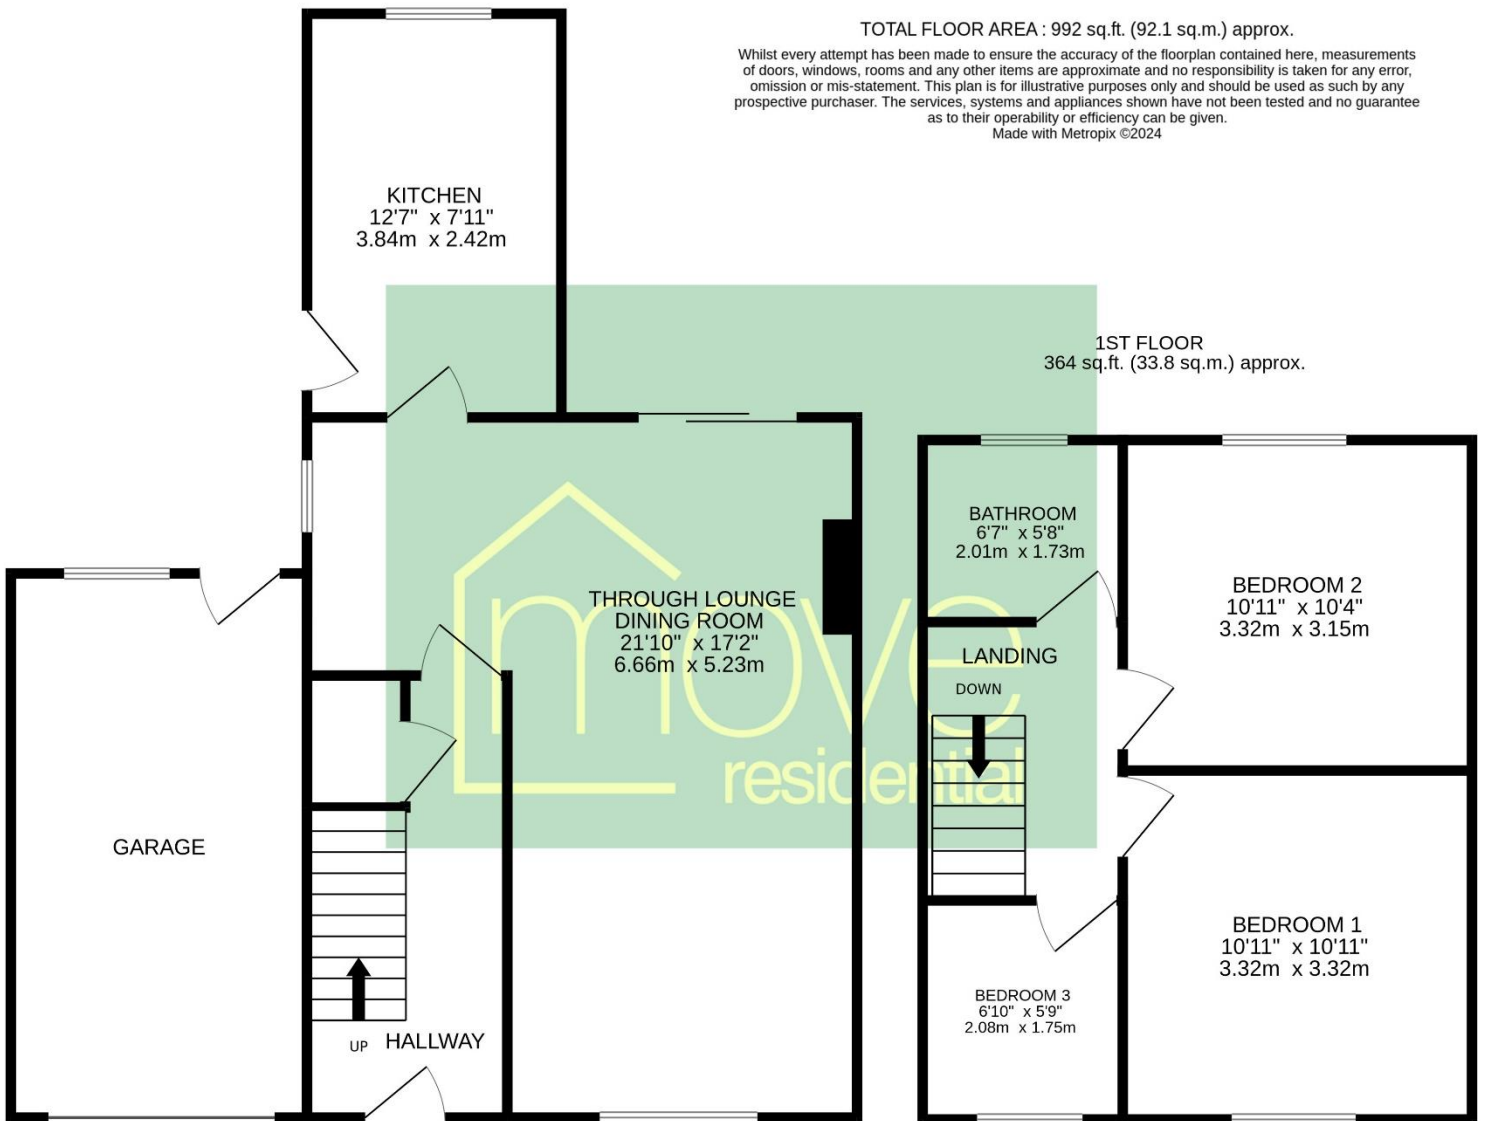 TOTAL FLOOR AREA : 992 sq.ft. (92.1 sq.m.) approx.
Whilst every attempt has been made to ensure the accuracy of the floorplan contained here, measurements
of doors, windows, rooms and any other items are approximate and no responsibility is taken for any error,
omission or mis-statement. This plan is for illustrative purposes only and should be used as such by any
prospective purchaser. The services, systems and appliances shown have not been tested and no guarantee
as to their operability or efficiency can be given.
Made with Metropix ©2024
KITCHEN
12'7" x 7'11"
3.84m x 2.42m
1ST FLOOR
364 sq.ft. (33.8 sq.m.) approx.
BATHROOM
6'7" x 5'8"
2.01m x 1.73m
BEDROOM 2
10'11" x 10'4"
3.32m x 3.15m
THROUGH LOUNGE
DINING ROOM
21'10" x 17'2"
6.66m x 5.23m
move
residential
LANDING
DOWN
GARAGE
BEDROOM 1
10'11" x 10'11"
3.32m x 3.32m
BEDROOM 3
6'10" x 5'9"
2.08m x 1.75m
UP
HALLWAY